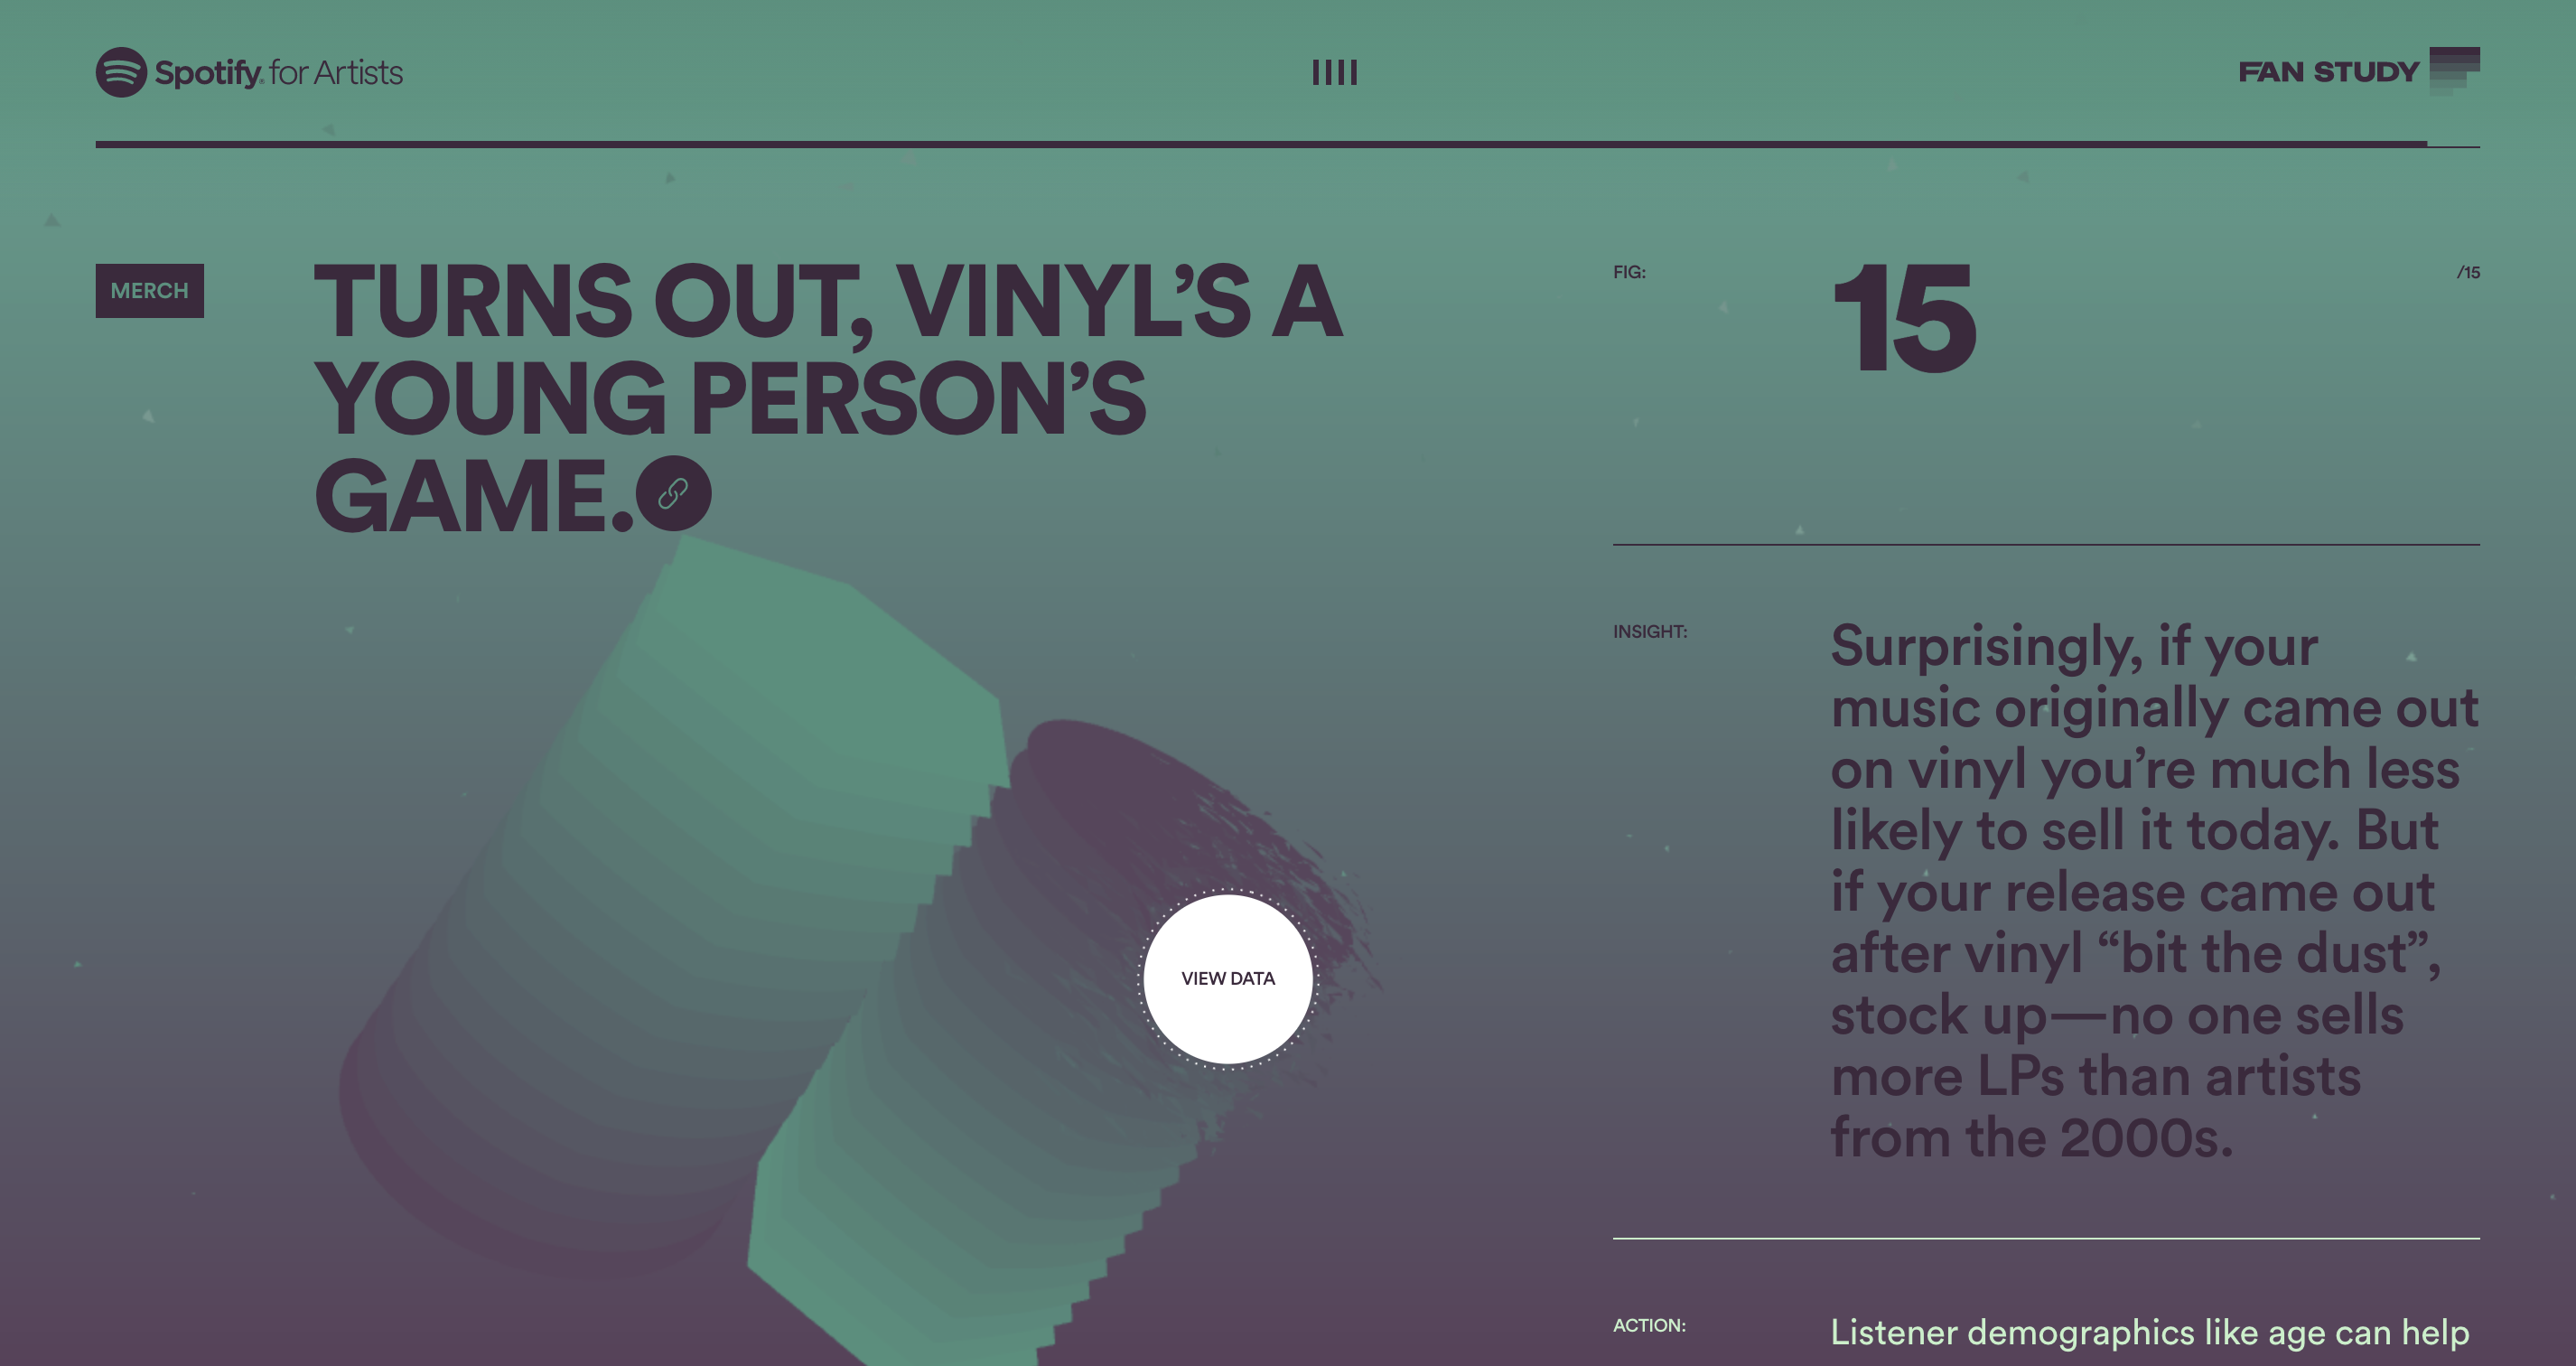 Spotify for Artists
FAN STUDY
MERCH
TURNS OUT, VINYL’S A
YOUNG PERSON’S
GAME.
VIEW DATA
FIG:
15
/15
INSIGHT:
Surprisingly, if your
music originally came out
on vinyl you’re much less
likely to sell it today. But
if your release came out
after vinyl “bit the dust”,
stock up—no one sells
more LPs than artists
from the 2000s.
ACTION:
Listener demographics like age can help